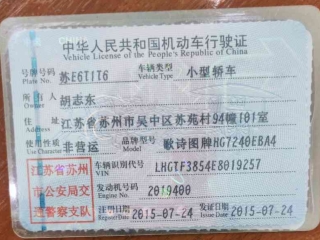 中华人民共和国机动车行驶证
Vehicle License of the People's Republic of China
号牌号码 苏E6T1T6 车辆类型 小型轿车
Plate No. Vehicle Type
所有人 胡志东
Owner
住址 江苏省苏州市吴中区苏苑村94幢101室
Address
使用性质 非营运 品牌型号 歌诗图牌HG7240EBA4
Use Character Model
江苏省苏州 车辆识别代号 LHGTF3854E8019257
VIN
市公安局交 发动机号码 2019400
Engine No.
通警察支队 注册日期 2015-07-24 发证日期 2015-07-24
Register Date Issue Date